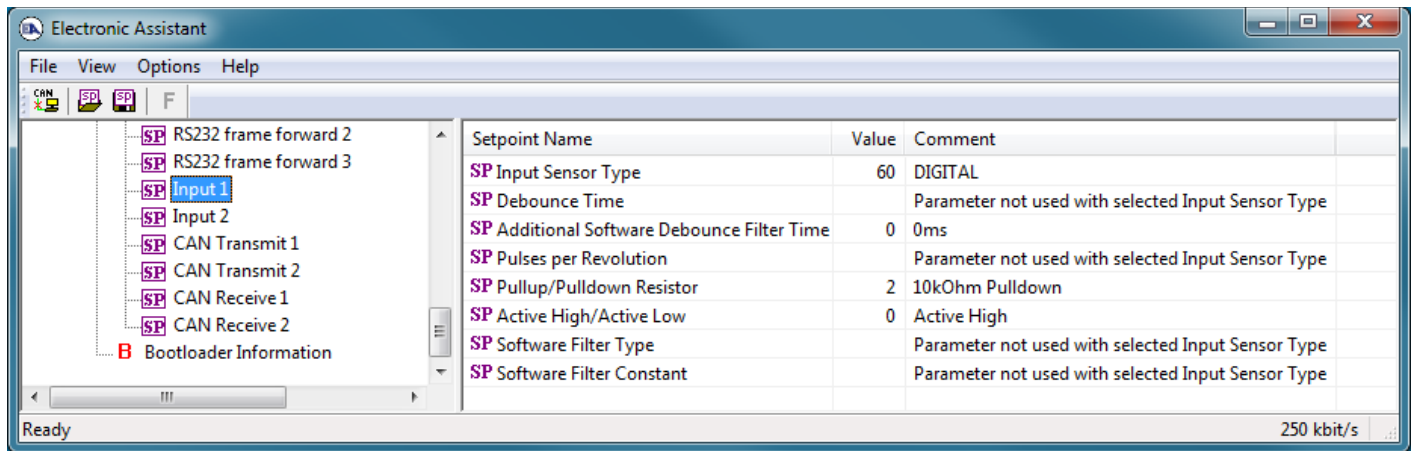 EA Electronic Assistant
File View Options Help
CAN SP SP F
SP RS232 frame forward 2
SP RS232 frame forward 3
SP Input 1
SP Input 2
SP CAN Transmit 1
SP CAN Transmit 2
SP CAN Receive 1
SP CAN Receive 2
B Bootloader Information
Setpoint Name Value Comment
SP Input Sensor Type 60 DIGITAL
SP Debounce Time Parameter not used with selected Input Sensor Type
SP Additional Software Debounce Filter Time 0 0ms
SP Pulses per Revolution Parameter not used with selected Input Sensor Type
SP Pullup/Pulldown Resistor 2 10kOhm Pulldown
SP Active High/Active Low 0 Active High
SP Software Filter Type Parameter not used with selected Input Sensor Type
SP Software Filter Constant Parameter not used with selected Input Sensor Type
Ready 250 kbit/s